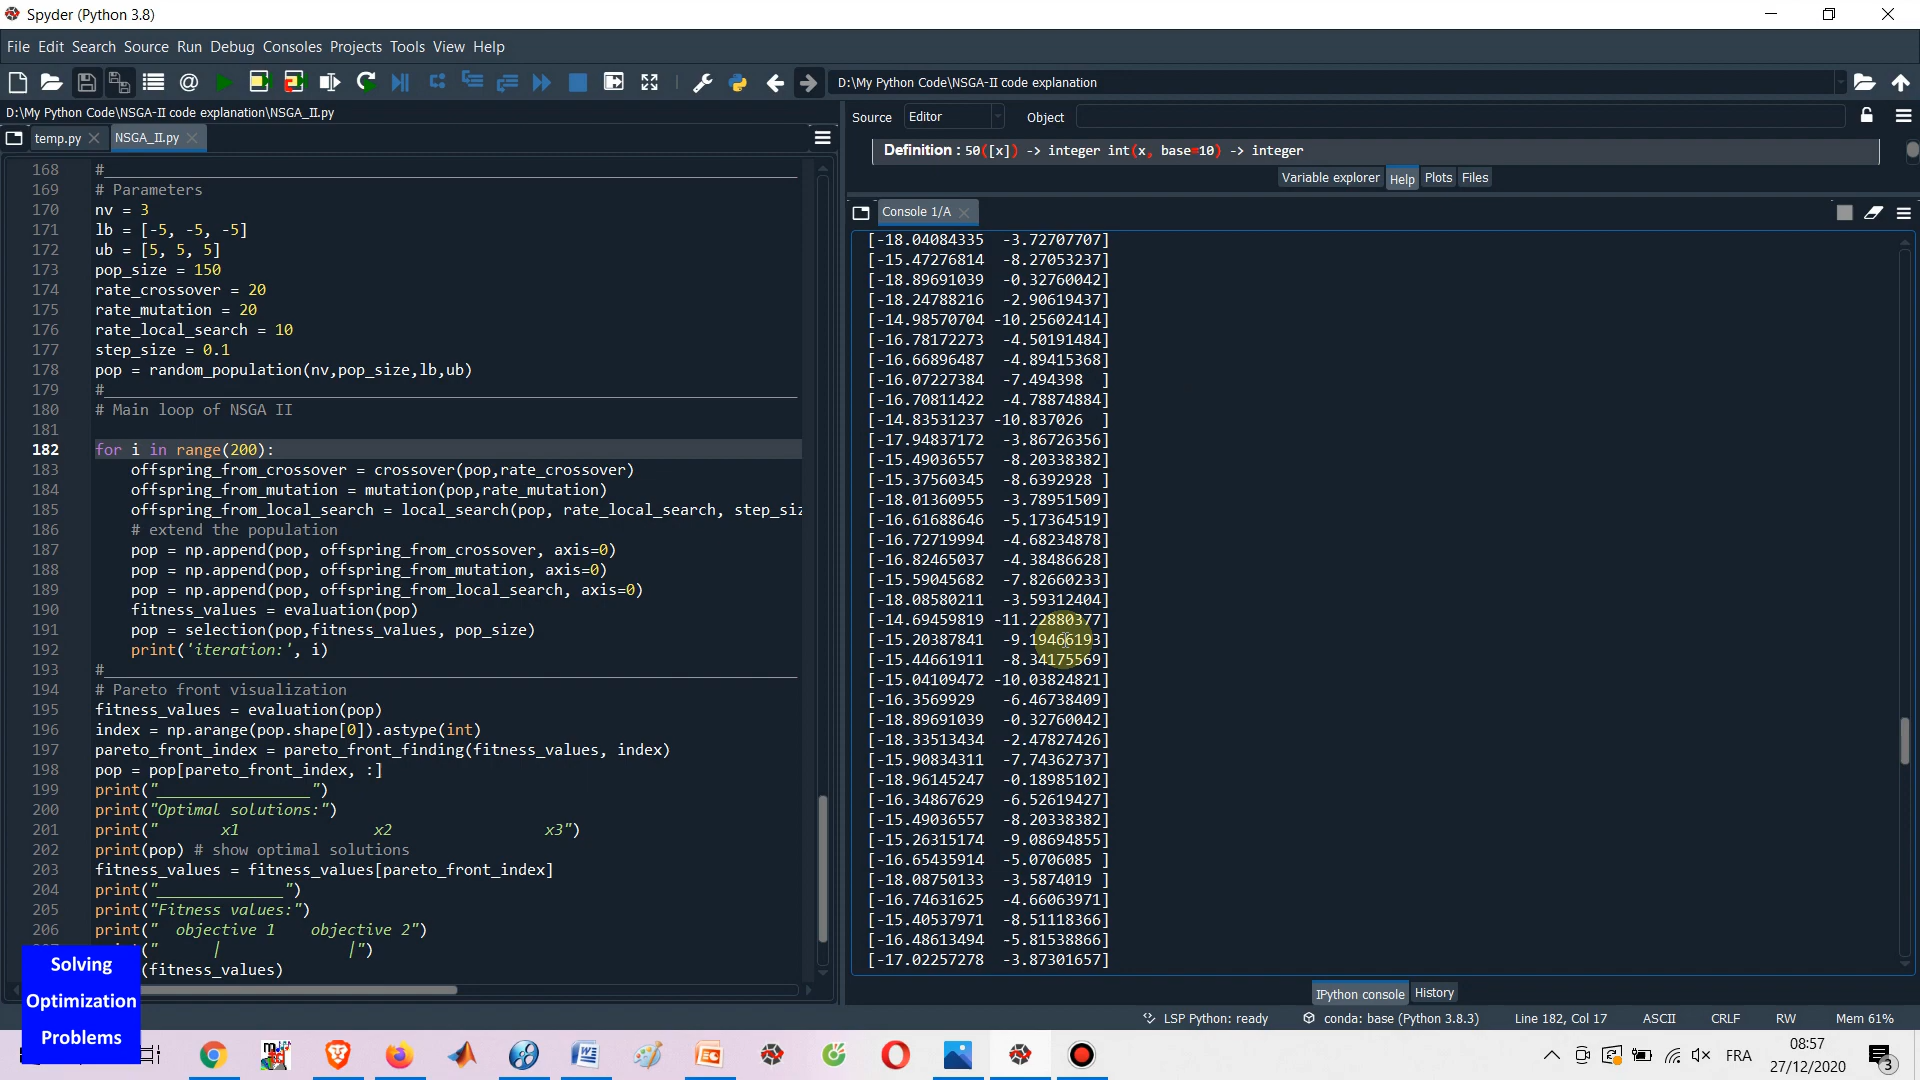 Spyder (Python 3.8)
File Edit Search Source Run Debug Consoles Projects Tools View Help
D:\My Python Code\NSGA-II code explanation
D:\My Python Code\NSGA-II code explanation\NSGA_II.py
temp.py NSGA_II.py
168 #
169 # Parameters
170 nv = 3
171 lb = [-5, -5, -5]
172 ub = [5, 5, 5]
173 pop_size = 150
174 rate_crossover = 20
175 rate_mutation = 20
176 rate_local_search = 10
177 step_size = 0.1
178 pop = random_population(nv,pop_size,lb,ub)
179 #
180 # Main loop of NSGA II
181
182 for i in range(200):
183 offspring_from_crossover = crossover(pop,rate_crossover)
184 offspring_from_mutation = mutation(pop,rate_mutation)
185 offspring_from_local_search = local_search(pop, rate_local_search, step_siz
186 # extend the population
187 pop = np.append(pop, offspring_from_crossover, axis=0)
188 pop = np.append(pop, offspring_from_mutation, axis=0)
189 pop = np.append(pop, offspring_from_local_search, axis=0)
190 fitness_values = evaluation(pop)
191 pop = selection(pop,fitness_values, pop_size)
192 print('iteration:', i)
193 #
194 # Pareto front visualization
195 fitness_values = evaluation(pop)
196 index = np.arange(pop.shape[0]).astype(int)
197 pareto_front_index = pareto_front_finding(fitness_values, index)
198 pop = pop[pareto_front_index, :]
199 print("_________________")
200 print("Optimal solutions:")
201 print(" x1 x2 x3")
202 print(pop) # show optimal solutions
203 fitness_values = fitness_values[pareto_front_index]
204 print("______________")
205 print("Fitness values:")
206 print(" objective 1 objective 2")
(" | |")
(fitness_values)
Solving
Optimization
Problems
Source Editor Object
Definition : 50([x]) -> integer int(x, base=10) -> integer
Variable explorer Help Plots Files
Console 1/A
[-18.04084335 -3.72707707]
[-15.47276814 -8.27053237]
[-18.89691039 -0.32760042]
[-18.24788216 -2.90619437]
[-14.98570704 -10.25602414]
[-16.78172273 -4.50191484]
[-16.66896487 -4.89415368]
[-16.07227384 -7.494398 ]
[-16.70811422 -4.78874884]
[-14.83531237 -10.837026 ]
[-17.94837172 -3.86726356]
[-15.49036557 -8.20338382]
[-15.37560345 -8.6392928 ]
[-18.01360955 -3.78951509]
[-16.61688646 -5.17364519]
[-16.72719994 -4.68234878]
[-16.82465037 -4.38486628]
[-15.59045682 -7.82660233]
[-18.08580211 -3.59312404]
[-14.69459819 -11.22880377]
[-15.20387841 -9.19466193]
[-15.44661911 -8.34175569]
[-15.04109472 -10.03824821]
[-16.3569929 -6.46738409]
[-18.89691039 -0.32760042]
[-18.33513434 -2.47827426]
[-15.90834311 -7.74362737]
[-18.96145247 -0.18985102]
[-16.34867629 -6.52619427]
[-15.49036557 -8.20338382]
[-15.26315174 -9.08694855]
[-16.65435914 -5.0706085 ]
[-18.08750133 -3.5874019 ]
[-16.74631625 -4.66063971]
[-15.40537971 -8.51118366]
[-16.48613494 -5.81538866]
[-17.02257278 -3.87301657]
IPython console History
LSP Python: ready conda: base (Python 3.8.3) Line 182, Col 17 ASCII CRLF RW Mem 61%
FRA 08:57
27/12/2020
3